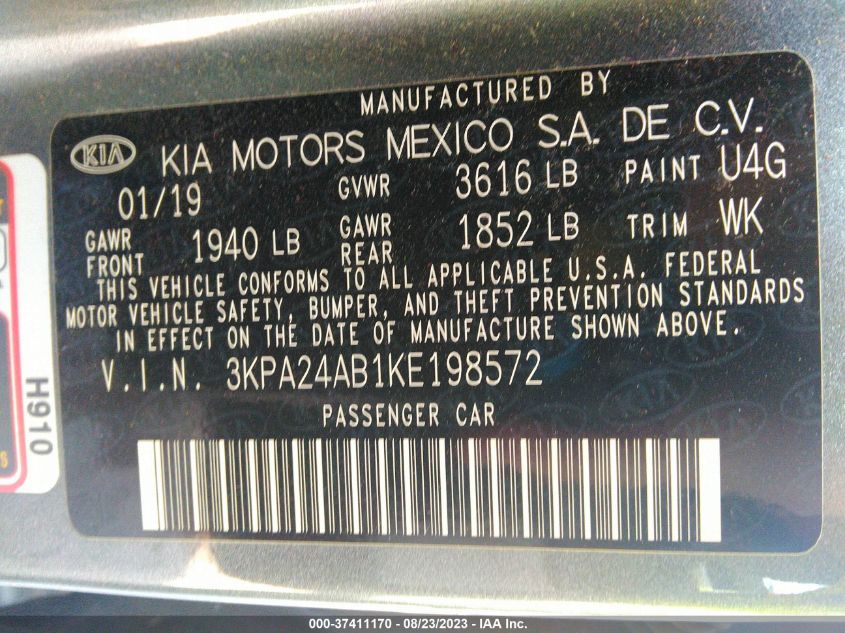 MANUFACTURED BY
KIA KIA MOTORS MEXICO S.A. DE C.V.
01/19 GVWR 3616 LB PAINT U4G
GAWR FRONT 1940 LB GAWR REAR 1852 LB TRIM WK
THIS VEHICLE CONFORMS TO ALL APPLICABLE U.S.A. FEDERAL
MOTOR VEHICLE SAFETY, BUMPER, AND THEFT PREVENTION STANDARDS
IN EFFECT ON THE DATE OF MANUFACTURE SHOWN ABOVE.
V.I.N. 3KPA24AB1KE198572
PASSENGER CAR
H910
000-37411170 - 08/23/2023 - IAA Inc.